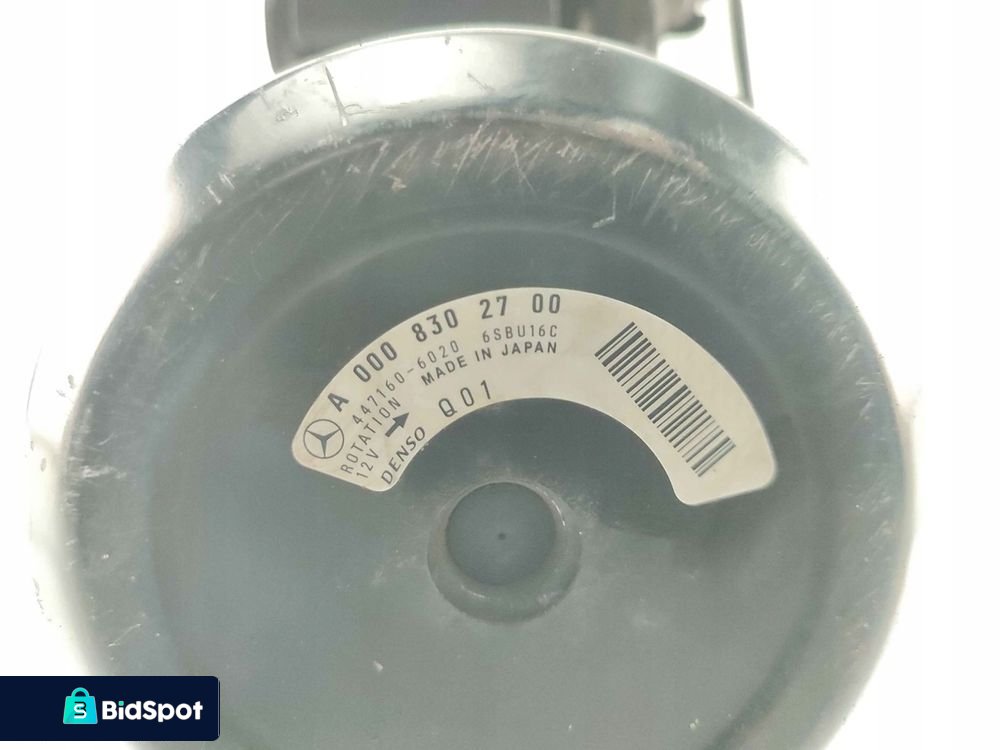 A 000 830 27 00
447160-6020 6SBU16C
ROTATION MADE IN JAPAN
12V
DENSO Q01
BidSpot